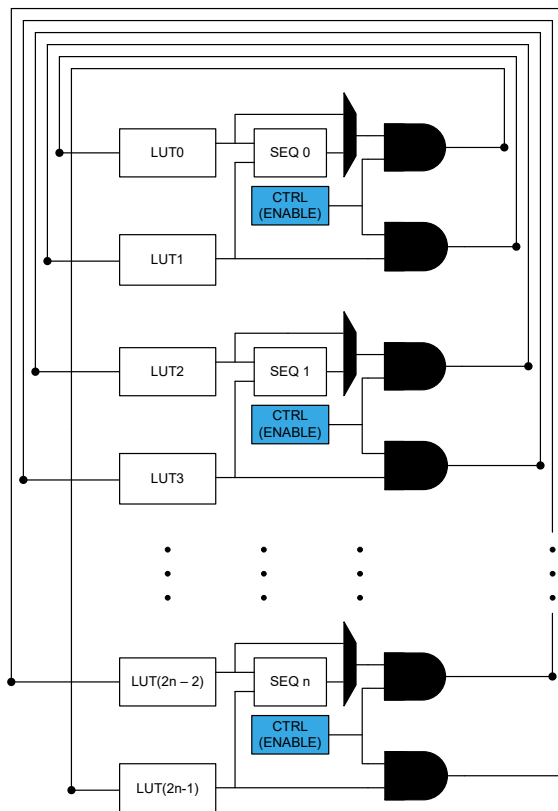 LUT0
SEQ 0
CTRL
(ENABLE)
LUT1
LUT2
SEQ 1
CTRL
(ENABLE)
LUT3
LUT(2n – 2)
SEQ n
CTRL
(ENABLE)
LUT(2n-1)